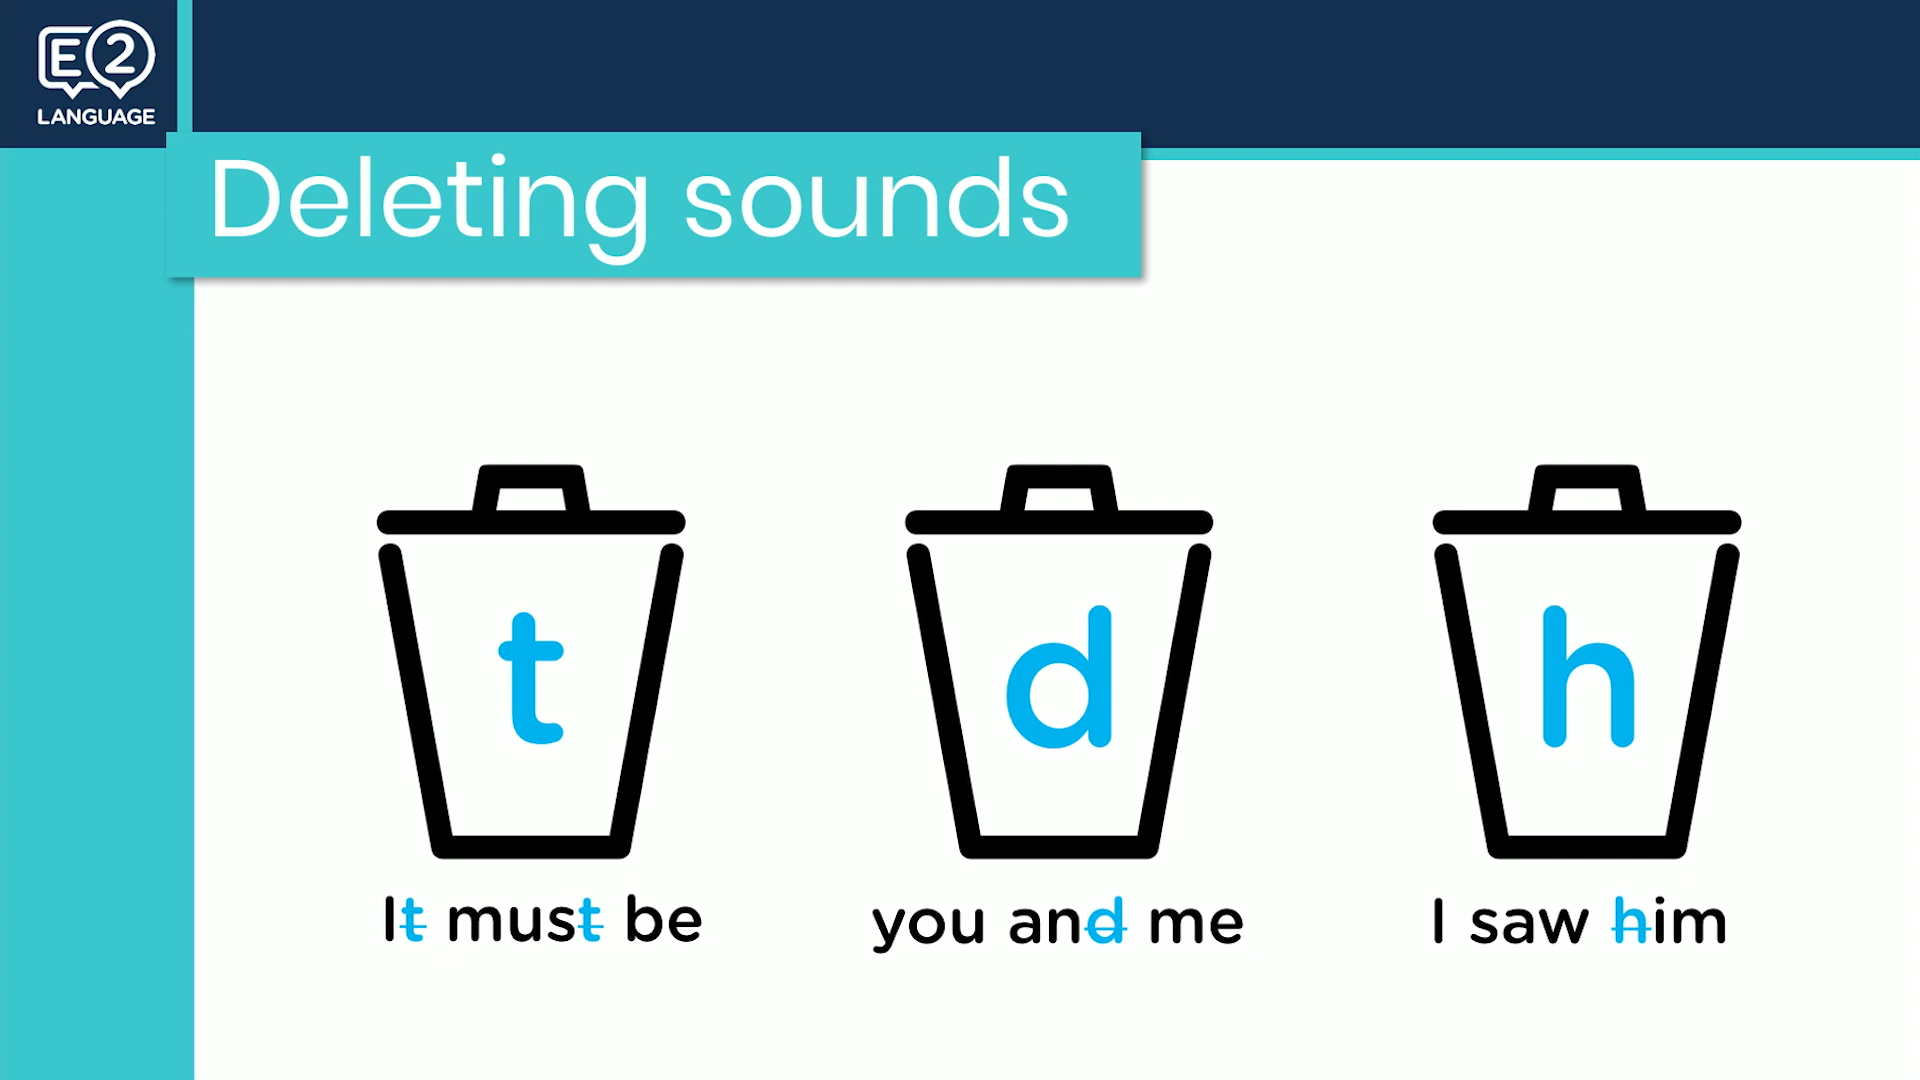 E2
LANGUAGE
Deleting sounds
t
d
h
It must be
you and me
I saw him